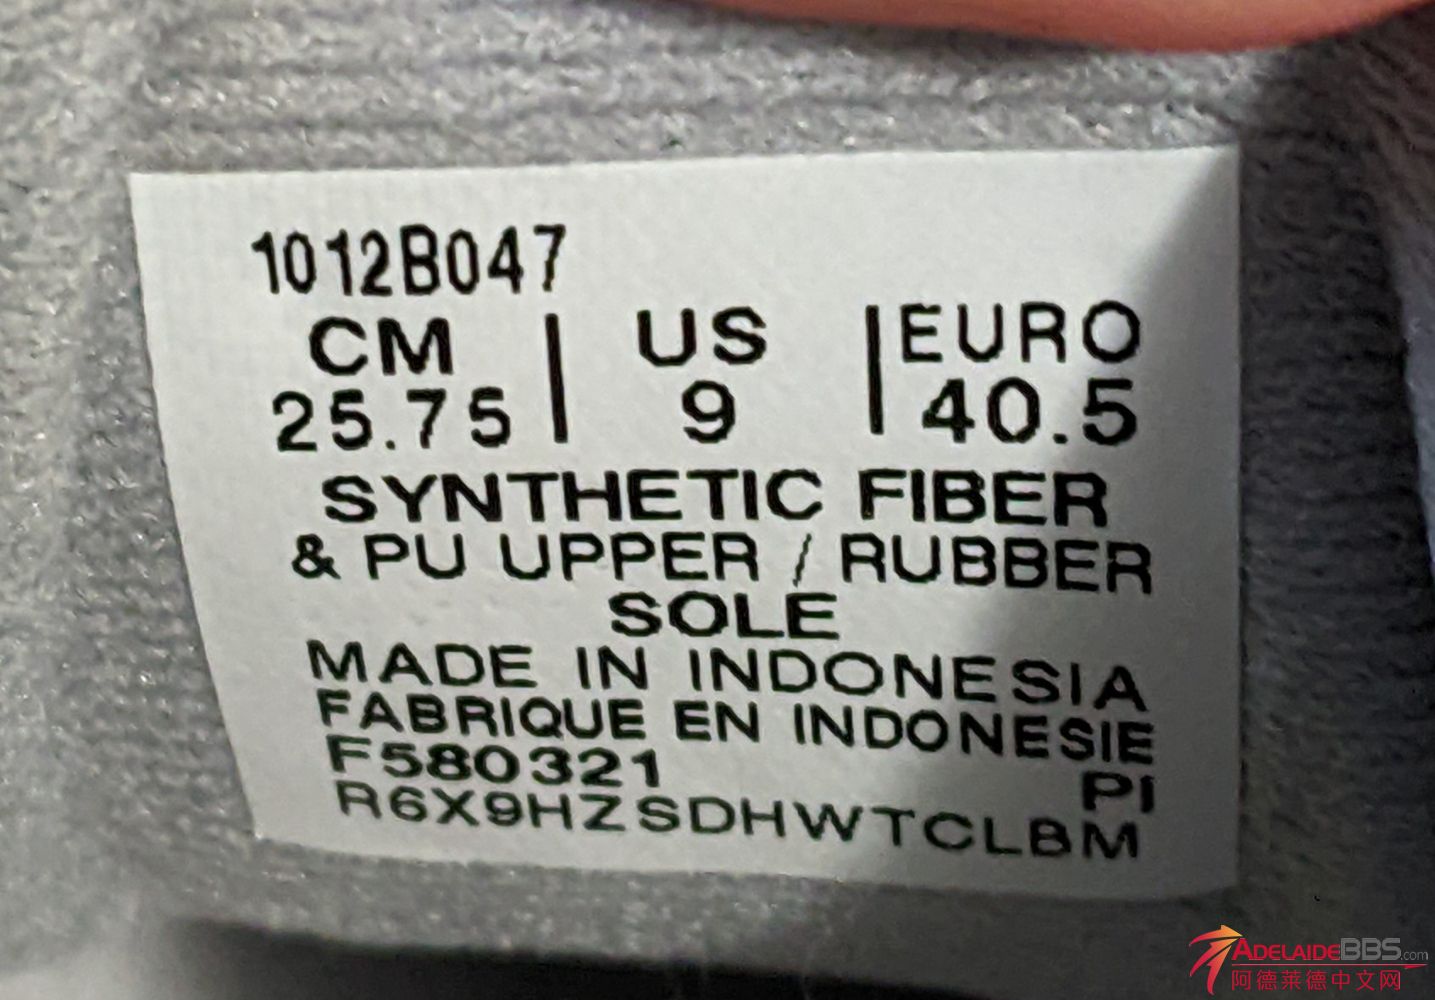 1012B047
CM | US | EURO
25.75 | 9 | 40.5
SYNTHETIC FIBER
& PU UPPER / RUBBER
SOLE
MADE IN INDONESIA
FABRIQUE EN INDONESIE
F580321 PI
R6X9HZSDHWTCLBM
ADELAIDEBBS.com
阿德莱德中文网